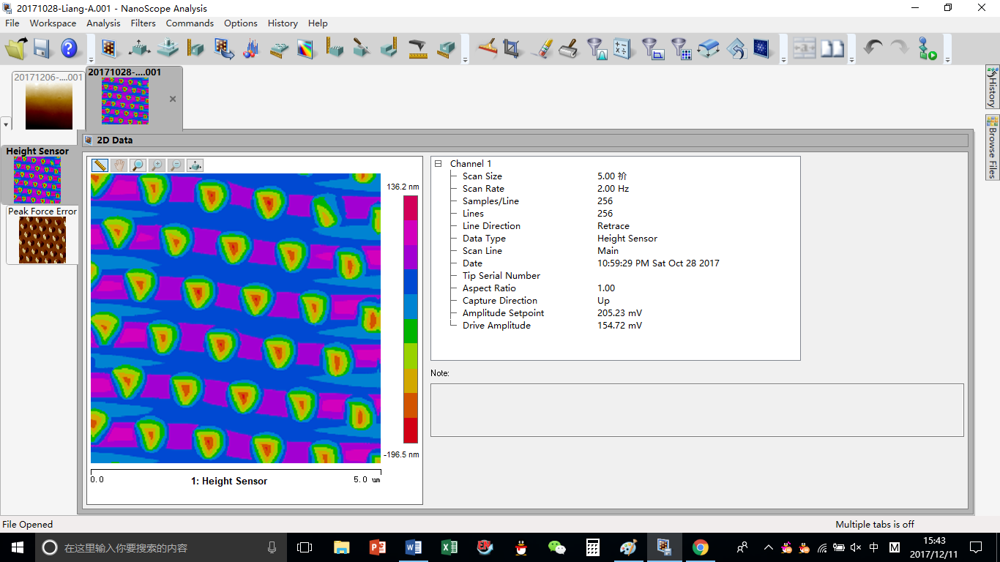 20171028-Liang-A.001 - NanoScope Analysis
File Workspace Analysis Filters Commands Options History Help
20171206-....001
20171028-....001
History
Browse Files
2D Data
Height Sensor
Peak Force Error
136.2 nm
-196.5 nm
0.0
1: Height Sensor
5.0 um
Channel 1
Scan Size 5.00 祄
Scan Rate 2.00 Hz
Samples/Line 256
Lines 256
Line Direction Retrace
Data Type Height Sensor
Scan Line Main
Date 10:59:29 PM Sat Oct 28 2017
Tip Serial Number
Aspect Ratio 1.00
Capture Direction Up
Amplitude Setpoint 205.23 mV
Drive Amplitude 154.72 mV
Note:
File Opened
Multiple tabs is off
在这里输入你要搜索的内容
中
M
15:43
2017/12/11